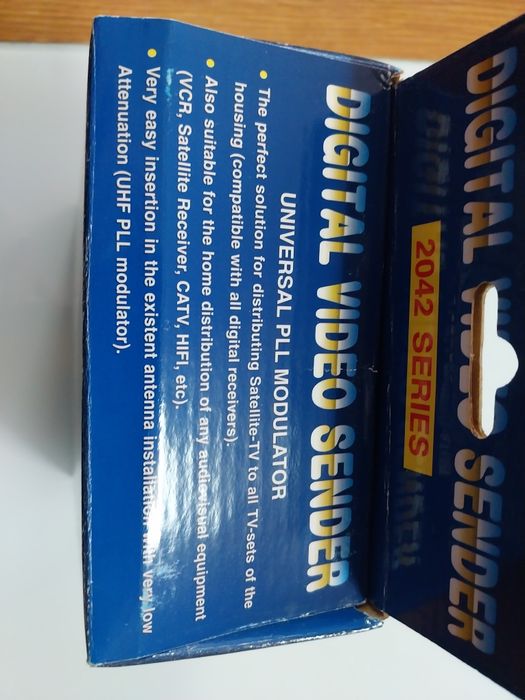 DIGITAL VIDEO SENDER
2042 SERIES
DIGITAL VIDEO SENDER
UNIVERSAL PLL MODULATOR
• The perfect solution for distributing Satellite-TV to all TV-sets of the
housing (compatible with all digital receivers).
• Also suitable for the home distribution of any audiovisual equipment
(VCR, Satellite Receiver, CATV, HIFI, etc).
• Very easy insertion in the existent antenna installation with very low
Attenuation (UHF PLL modulator).